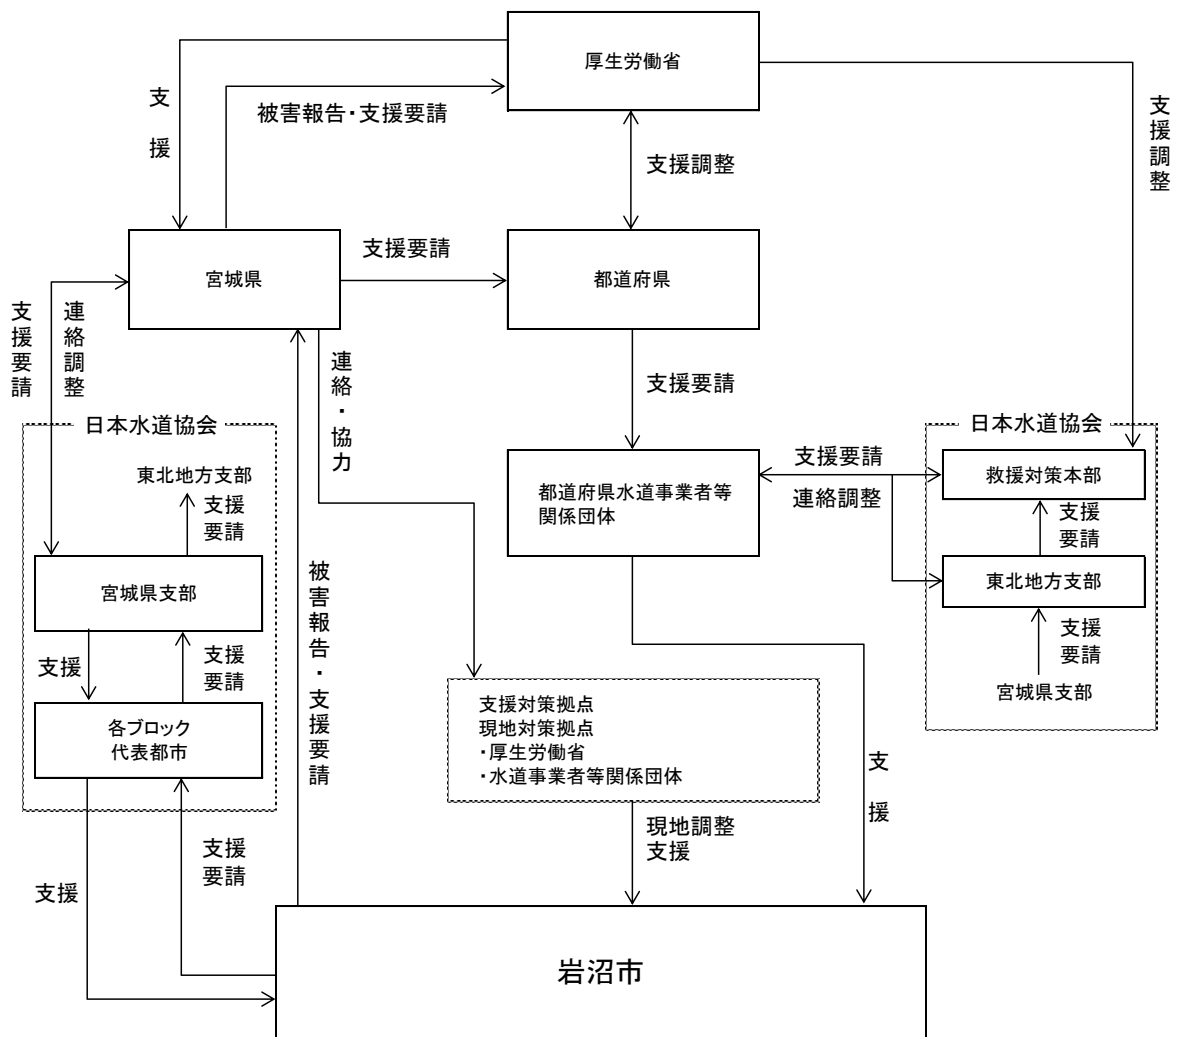 厚生労働省
支援
被害報告・支援要請
支援調整
支援調整
宮城県
支援要請
都道府県
支援要請
連絡調整
連絡・協力
支援要請
日本水道協会
東北地方支部
支援
要請
宮城県支部
支援
支援
要請
各ブロック
代表都市
支援
支援
要請
被害報告・支援要請
都道府県水道事業者等
関係団体
支援要請
連絡調整
日本水道協会
救援対策本部
支援
要請
東北地方支部
支援
要請
宮城県支部
支援対策拠点
現地対策拠点
・厚生労働省
・水道事業者等関係団体
現地調整
支援
支援
岩沼市